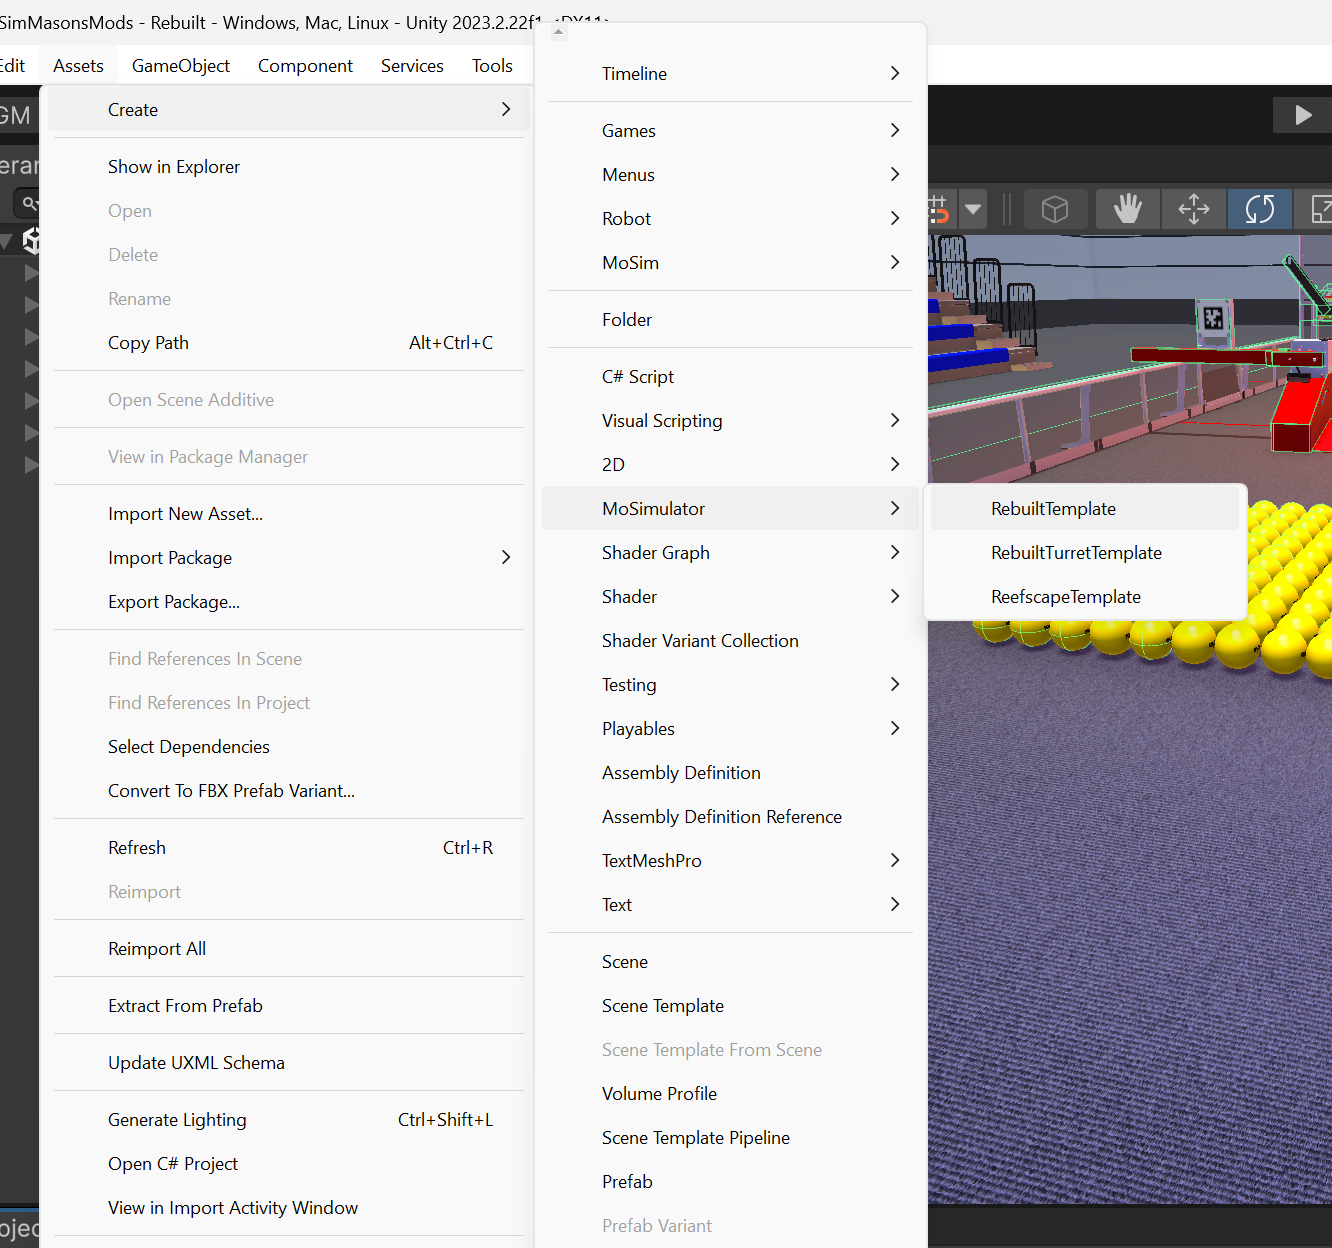 SimMasonsMods - Rebuilt - Windows, Mac, Linux - Unity 2023.2.22f1 <DX11>
Edit Assets GameObject Component Services Tools
Create
Show in Explorer
Open
Delete
Rename
Copy Path Alt+Ctrl+C
Open Scene Additive
View in Package Manager
Import New Asset...
Import Package
Export Package...
Find References In Scene
Find References In Project
Select Dependencies
Convert To FBX Prefab Variant...
Refresh Ctrl+R
Reimport
Reimport All
Extract From Prefab
Update UXML Schema
Generate Lighting Ctrl+Shift+L
Open C# Project
View in Import Activity Window
Timeline
Games
Menus
Robot
MoSim
Folder
C# Script
Visual Scripting
2D
MoSimulator
Shader Graph
Shader
Shader Variant Collection
Testing
Playables
Assembly Definition
Assembly Definition Reference
TextMeshPro
Text
Scene
Scene Template
Scene Template From Scene
Volume Profile
Scene Template Pipeline
Prefab
Prefab Variant
RebuiltTemplate
RebuiltTurretTemplate
ReefscapeTemplate